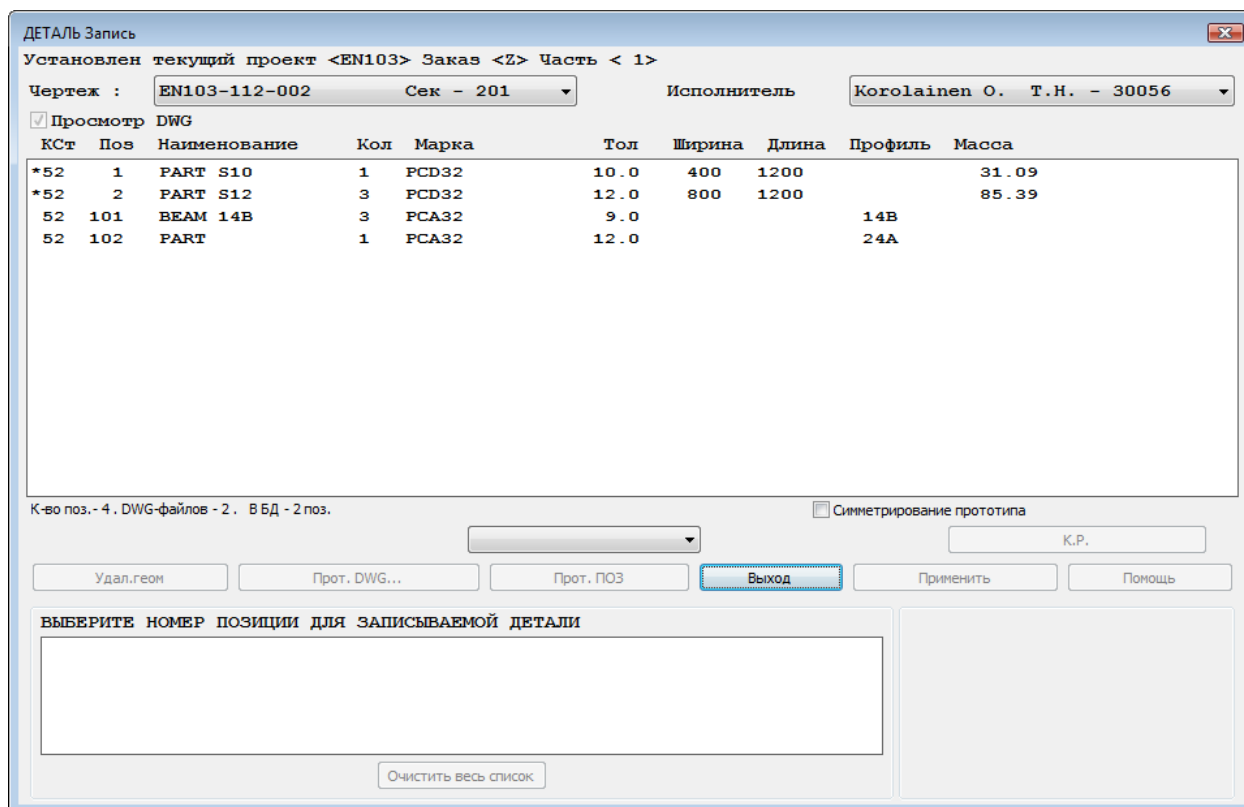 ДЕТАЛЬ Запись
Установлен текущий проект <EN103> Заказ <Z> Часть < 1>
Чертеж : EN103-112-002 Сек - 201 Исполнитель Korolainen O. Т.Н. - 30056
Просмотр DWG
КСт Поз Наименование Кол Марка Тол Ширина Длина Профиль Масса
*52 1 PART S10 1 PCD32 10.0 400 1200 31.09
*52 2 PART S12 3 PCD32 12.0 800 1200 85.39
52 101 BEAM 14B 3 PCA32 9.0 14B
52 102 PART 1 PCA32 12.0 24A
К-во поз.- 4 . DWG-файлов - 2 . В БД - 2 поз. Симметрирование прототипа
К.Р.
Удал.геом Прот. DWG... Прот. ПОЗ Выход Применить Помощь
ВЫБЕРИТЕ НОМЕР ПОЗИЦИИ ДЛЯ ЗАПИСЫВАЕМОЙ ДЕТАЛИ
Очистить весь список